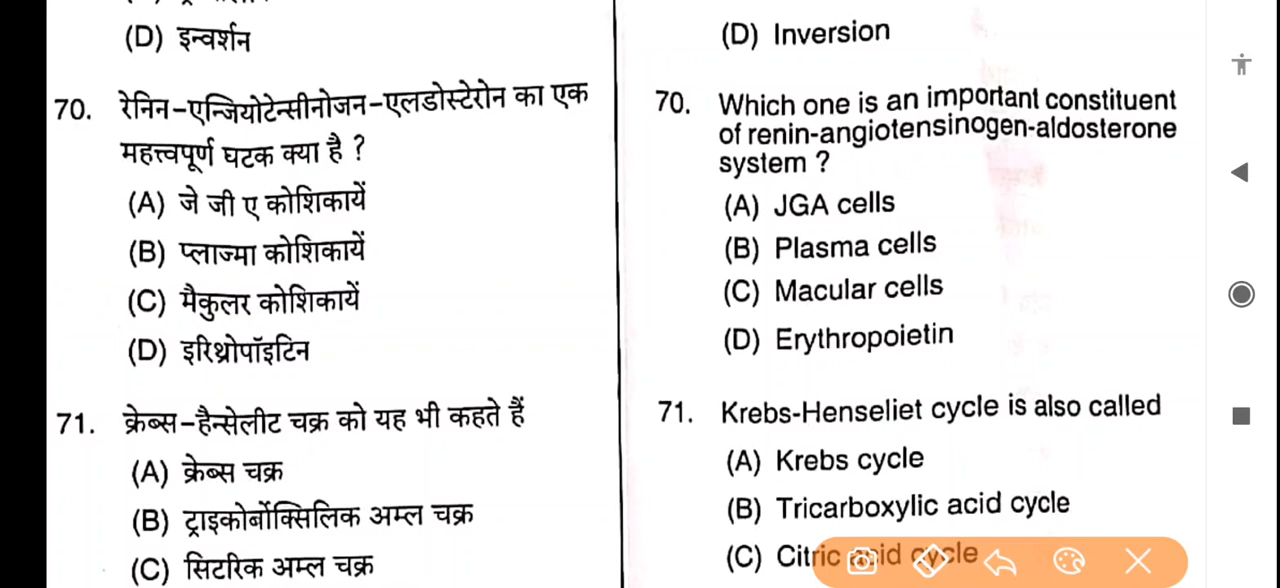 (D) इन्वर्शन
70. रेनिन-एन्जियोटेन्सीनोजन-एलडोस्टेरोन का एक
महत्त्वपूर्ण घटक क्या है ?
(A) जे जी ए कोशिकायें
(B) प्लाज्मा कोशिकायें
(C) मैकुलर कोशिकायें
(D) इरिथ्रोपॉइटिन
71. क्रेब्स-हैन्सेलीट चक्र को यह भी कहते हैं
(A) क्रेब्स चक्र
(B) ट्राइकोर्बोक्सिलिक अम्ल चक्र
(C) सिटरिक अम्ल चक्र
(D) Inversion
70. Which one is an important constituent
of renin-angiotensinogen-aldosterone
system ?
(A) JGA cells
(B) Plasma cells
(C) Macular cells
(D) Erythropoietin
71. Krebs-Henseliet cycle is also called
(A) Krebs cycle
(B) Tricarboxylic acid cycle
(C) Citric acid cycle